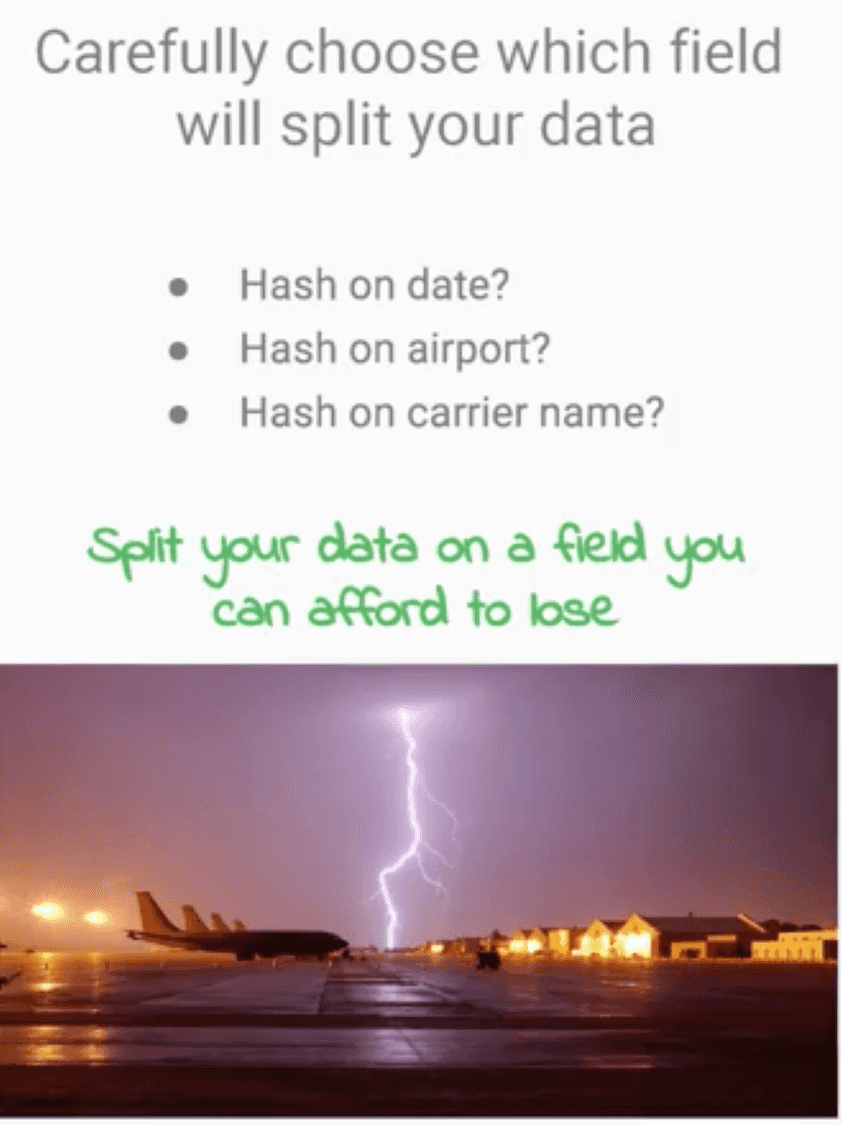 Carefully choose which field
will split your data
● Hash on date?
● Hash on airport?
● Hash on carrier name?
Split your data on a field you
can afford to lose